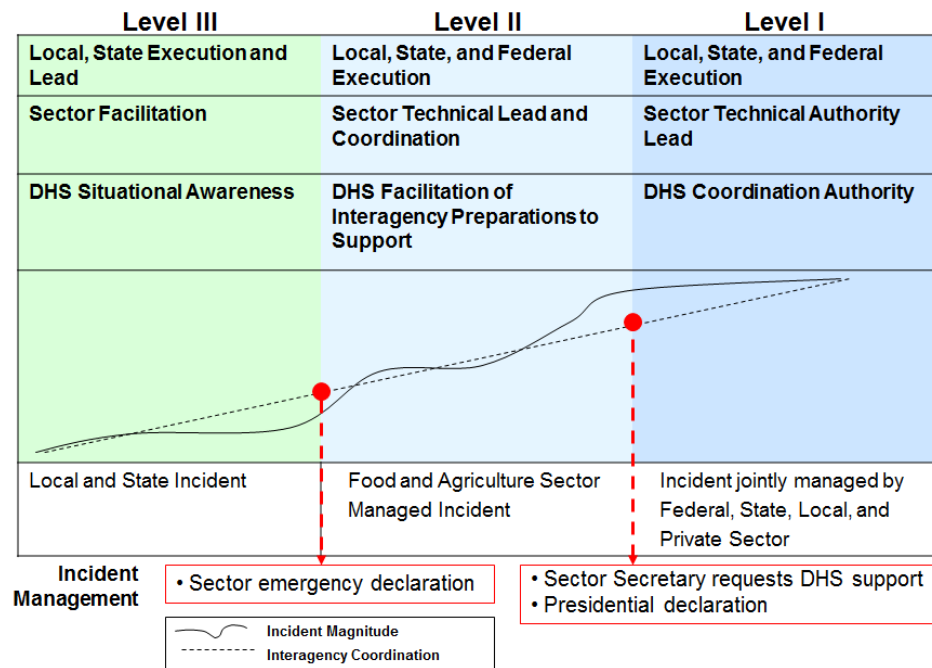 Level III
Level II
Level I
Local, State Execution and
Lead
Local, State, and Federal
Execution
Local, State, and Federal
Execution
Sector Facilitation
Sector Technical Lead and
Coordination
Sector Technical Authority
Lead
DHS Situational Awareness
DHS Facilitation of
Interagency Preparations to
Support
DHS Coordination Authority
Local and State Incident
Food and Agriculture Sector
Managed Incident
Incident jointly managed by
Federal, State, Local, and
Private Sector
Incident
Management
• Sector emergency declaration
• Sector Secretary requests DHS support
• Presidential declaration
Incident Magnitude
Interagency Coordination